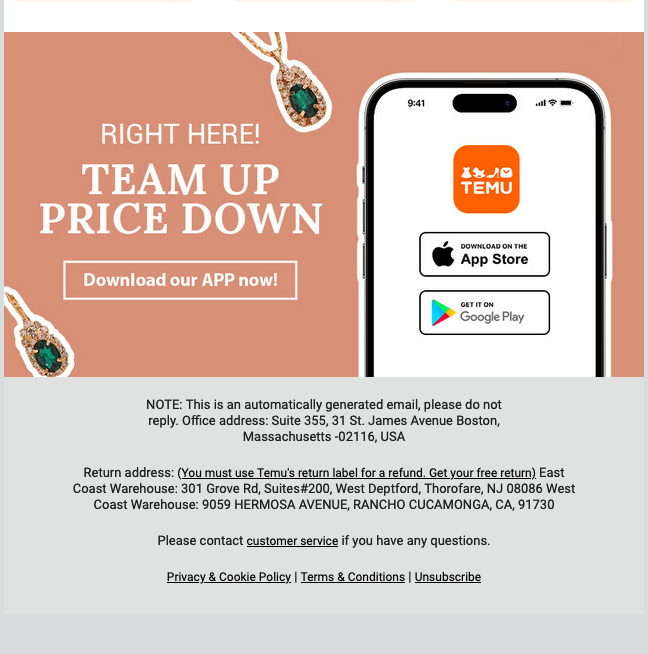 RIGHT HERE!
TEAM UP
PRICE DOWN
Download our APP now!
9:41
TEMU
DOWNLOAD ON THE
App Store
GET IT ON
Google Play
NOTE: This is an automatically generated email, please do not
reply. Office address: Suite 355, 31 St. James Avenue Boston,
Massachusetts -02116, USA
Return address: (You must use Temu's return label for a refund. Get your free return) East
Coast Warehouse: 301 Grove Rd, Suites#200, West Deptford, Thorofare, NJ 08086 West
Coast Warehouse: 9059 HERMOSA AVENUE, RANCHO CUCAMONGA, CA, 91730
Please contact customer service if you have any questions.
Privacy & Cookie Policy | Terms & Conditions | Unsubscribe